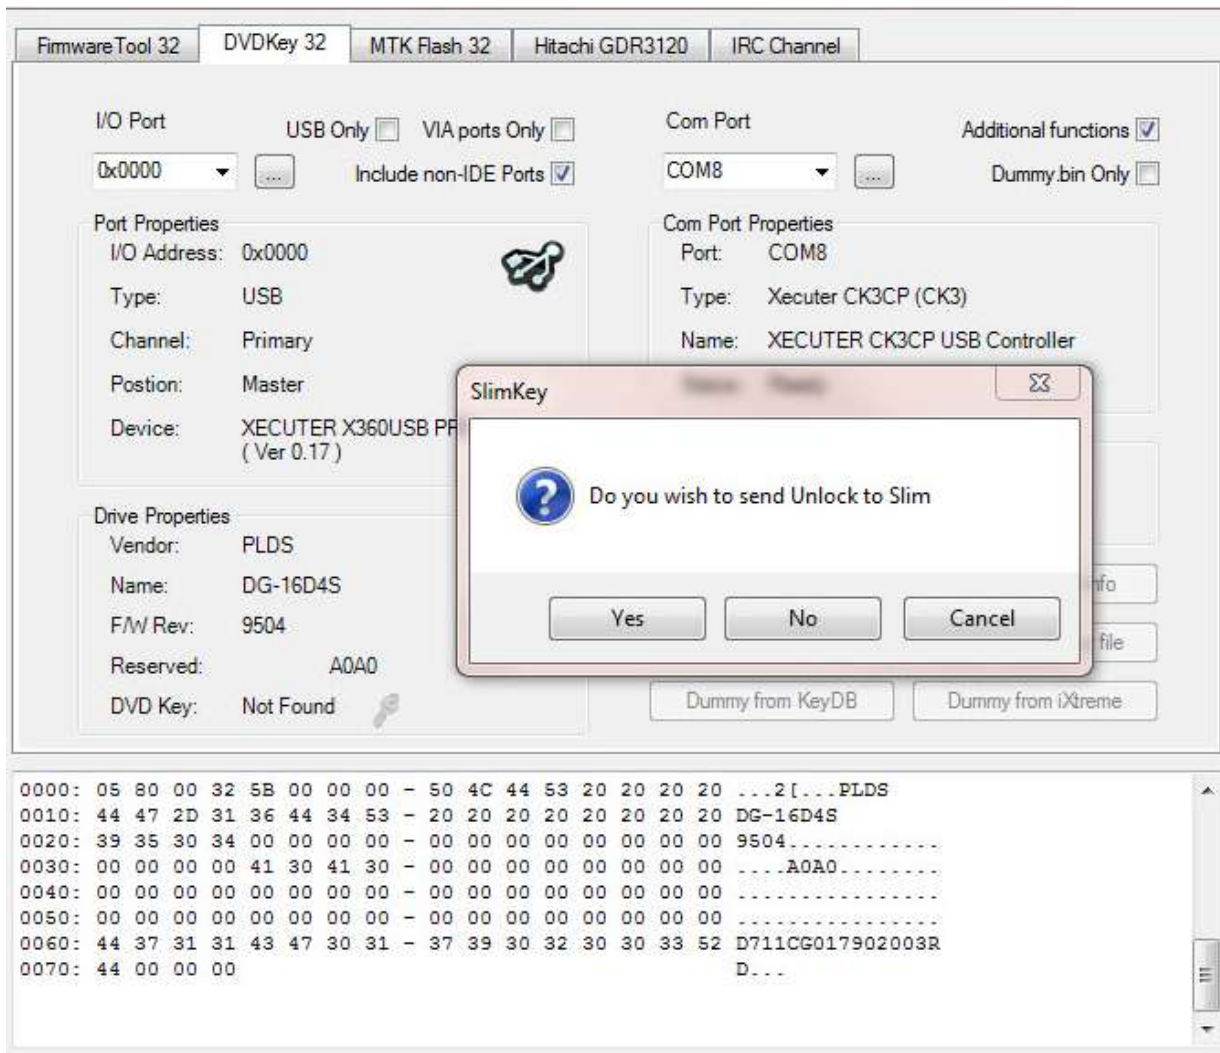 FirmwareTool 32 DVDKey 32 MTK Flash 32 Hitachi GDR3120 IRC Channel
I/O Port USB Only VIA ports Only
0x0000 ... Include non-IDE Ports
Com Port Additional functions
COM8 ... Dummy.bin Only
Port Properties
I/O Address: 0x0000
Type: USB
Channel: Primary
Postion: Master
Device: XECUTER X360USB PR
( Ver 0.17 )
Com Port Properties
Port: COM8
Type: Xecuter CK3CP (CK3)
Name: XECUTER CK3CP USB Controller
SlimKey
Do you wish to send Unlock to Slim
Yes No Cancel
Drive Properties
Vendor: PLDS
Name: DG-16D4S
F/W Rev: 9504
Reserved: A0A0
DVD Key: Not Found
file
Dummy from KeyDB Dummy from iXtreme
0000: 05 80 00 32 5B 00 00 00 - 50 4C 44 53 20 20 20 20 ...2[...PLDS
0010: 44 47 2D 31 36 44 34 53 - 20 20 20 20 20 20 20 20 DG-16D4S
0020: 39 35 30 34 00 00 00 00 - 00 00 00 00 00 00 00 00 9504............
0030: 00 00 00 00 41 30 41 30 - 00 00 00 00 00 00 00 00 ....A0A0........
0040: 00 00 00 00 00 00 00 00 - 00 00 00 00 00 00 00 00 ................
0050: 00 00 00 00 00 00 00 00 - 00 00 00 00 00 00 00 00 ................
0060: 44 37 31 31 43 47 30 31 - 37 39 30 32 30 30 33 52 D711CG017902003R
0070: 44 00 00 00 D...